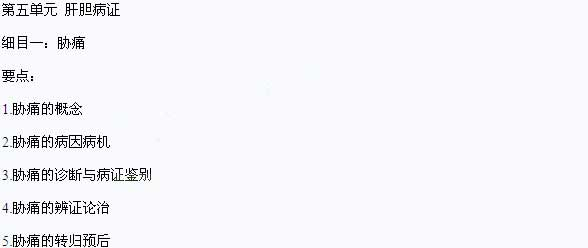 第五单元 肝胆病证
细目一：胁痛
要点：
1.胁痛的概念
2.胁痛的病因病机
3.胁痛的诊断与病证鉴别
4.胁痛的辨证论治
5.胁痛的转归预后